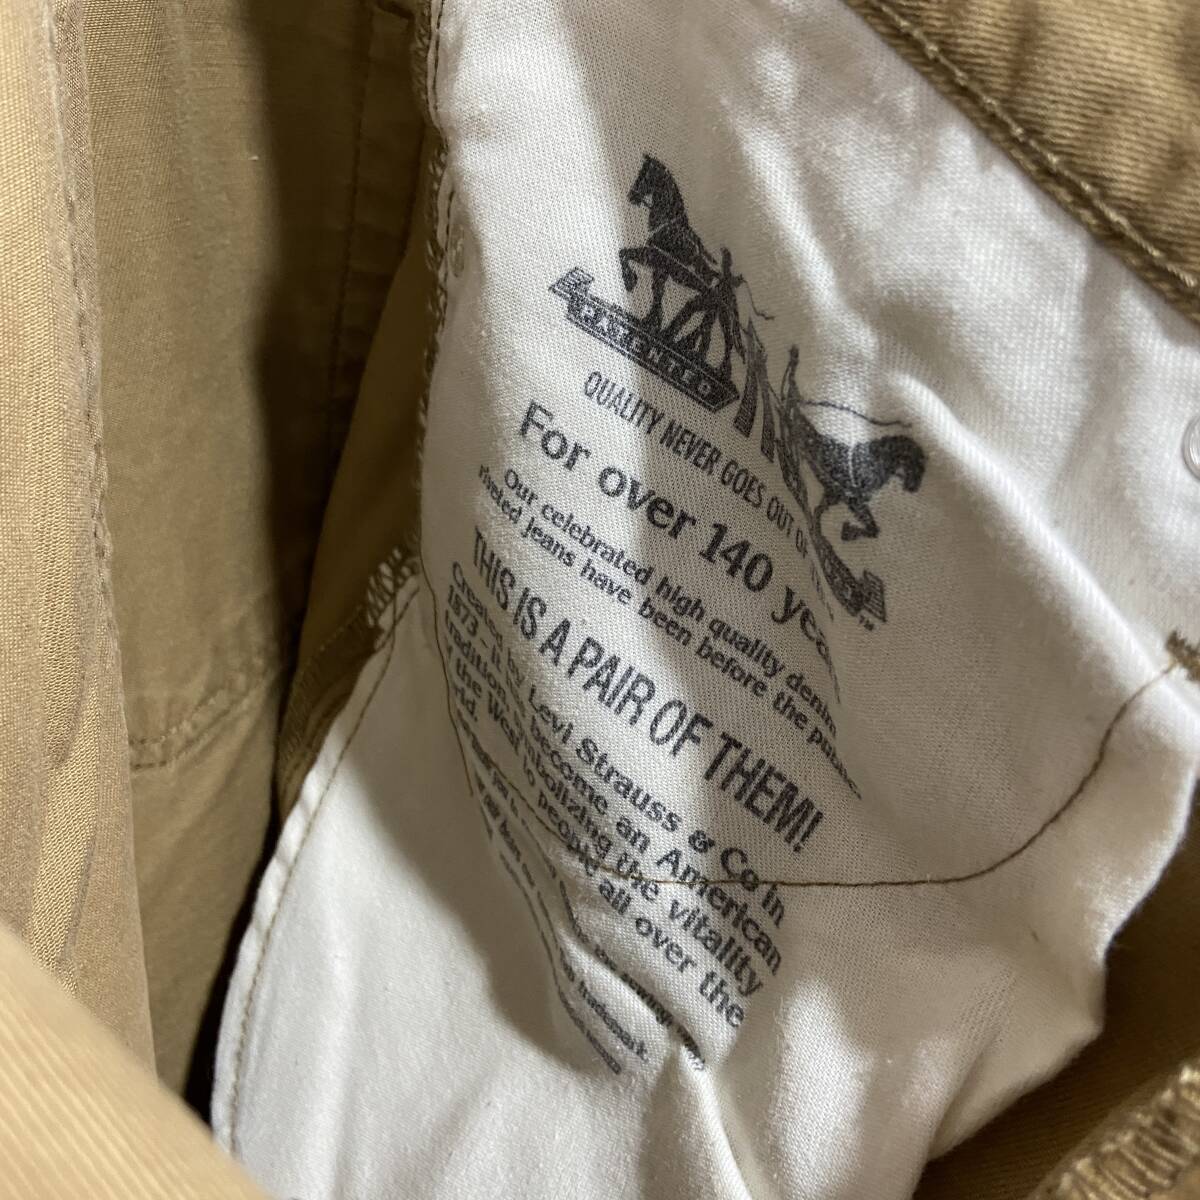 PATENTED
QUALITY NEVER GOES OUT OF
For over 140
Our celebrated high quality denim
riveted jeans have been before the
THIS IS A PAIR OF THEM!
Created by Levi Strauss & Co in
1873 – it has become an American
tradition, symbolizing the vitality
of the West to people all over the
trademark.
TM